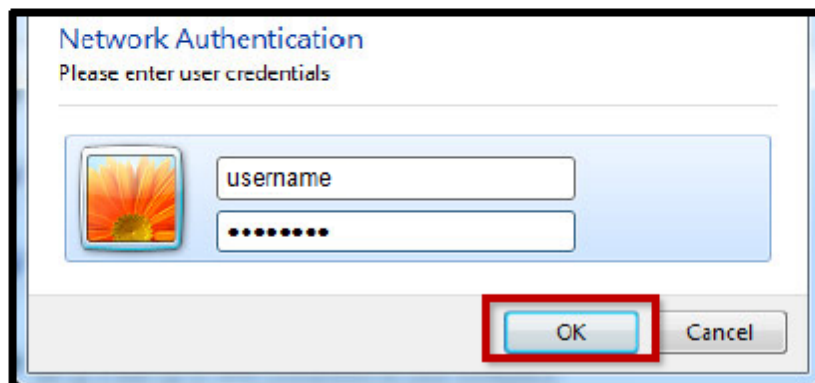 Network Authentication
Please enter user credentials
username
••••••••
OK
Cancel